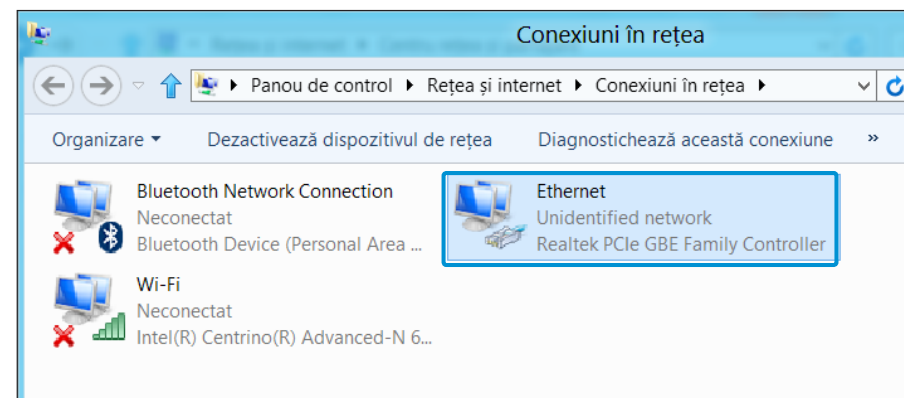 Conexiuni în rețea
Panou de control Rețea și internet Conexiuni în rețea
Organizare Dezactivează dispozitivul de rețea Diagnostichează această conexiune »
Bluetooth Network Connection
Neconectat
Bluetooth Device (Personal Area ...
Ethernet
Unidentified network
Realtek PCIe GBE Family Controller
Wi-Fi
Neconectat
Intel(R) Centrino(R) Advanced-N 6...